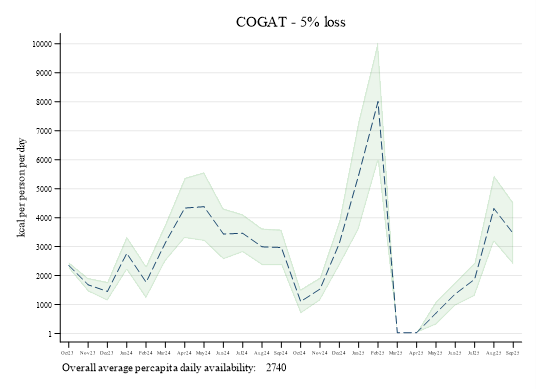 COGAT - 5% loss
kcal per person per day
10000
9000
8000
7000
6000
5000
4000
3000
2000
1000
1
Oct23 Nov23 Dec23 Jan24 Feb24 Mar24 Apr24 May24 Jun24 Jul24 Aug24 Sep24 Oct24 Nov24 Dec24 Jan25 Feb25 Mar25 Apr25 May25 Jun25 Jul25 Aug25 Sep25
Overall average percapita daily availability: 2740